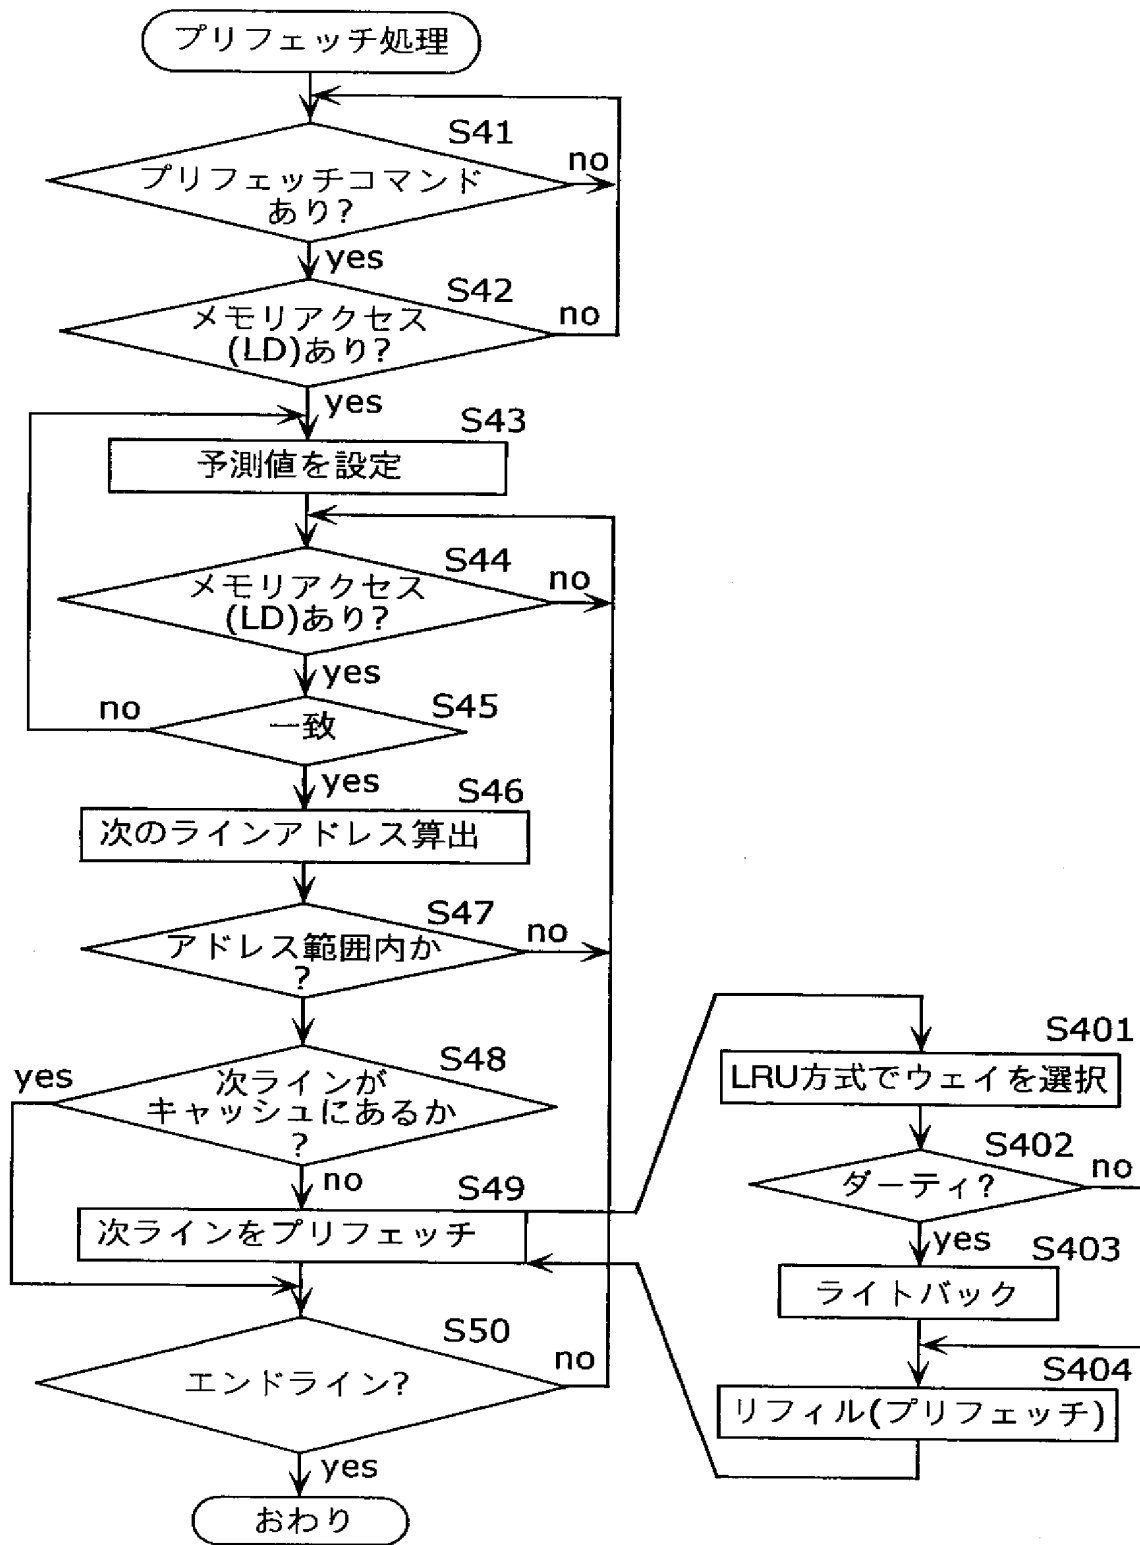 プリフェッチ処理
S41
プリフェッチコマンド
あり?
no
yes
S42
メモリアクセス
(LD)あり?
no
yes
S43
予測値を設定
S44
メモリアクセス
(LD)あり?
no
yes
S45
一致
no
yes
S46
次のラインアドレス算出
S47
アドレス範囲内か
?
no
S48
次ラインが
キャッシュにあるか
?
yes
no
S49
次ラインをプリフェッチ
S50
エンドライン?
no
yes
おわり
S401
LRU方式でウェイを選択
S402
ダーティ?
no
yes
S403
ライトバック
S404
リフィル(プリフェッチ)